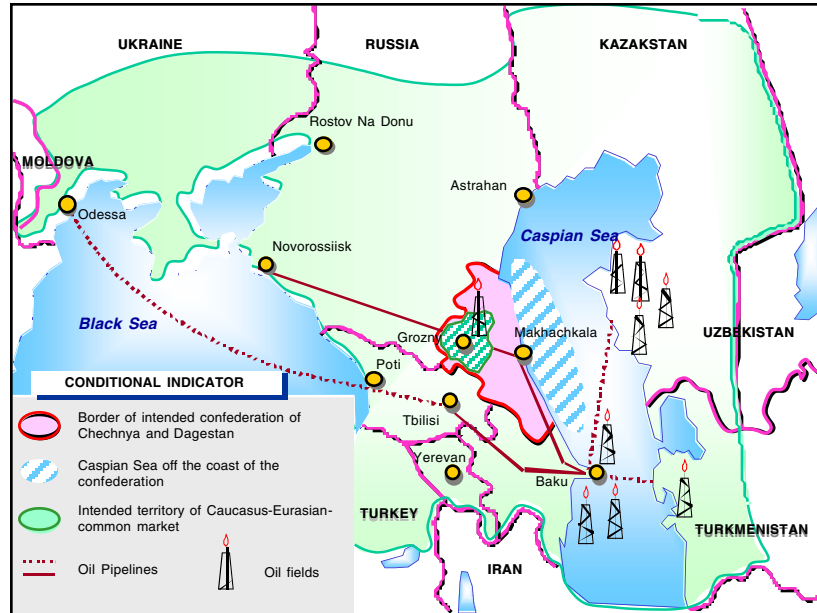 UKRAINE
RUSSIA
KAZAKSTAN
Rostov Na Donu
MOLDOVA
Astrahan
Odessa
Caspian Sea
Novorossiisk
Black Sea
Grozny
Makhachkala
UZBEKISTAN
Poti
CONDITIONAL INDICATOR
Border of intended confederation of
Chechnya and Dagestan
Tbilisi
Caspian Sea off the coast of the
confederation
Yerevan
Baku
Intended territory of Caucasus-Eurasian-
common market
TURKEY
TURKMENISTAN
Oil Pipelines
Oil fields
IRAN